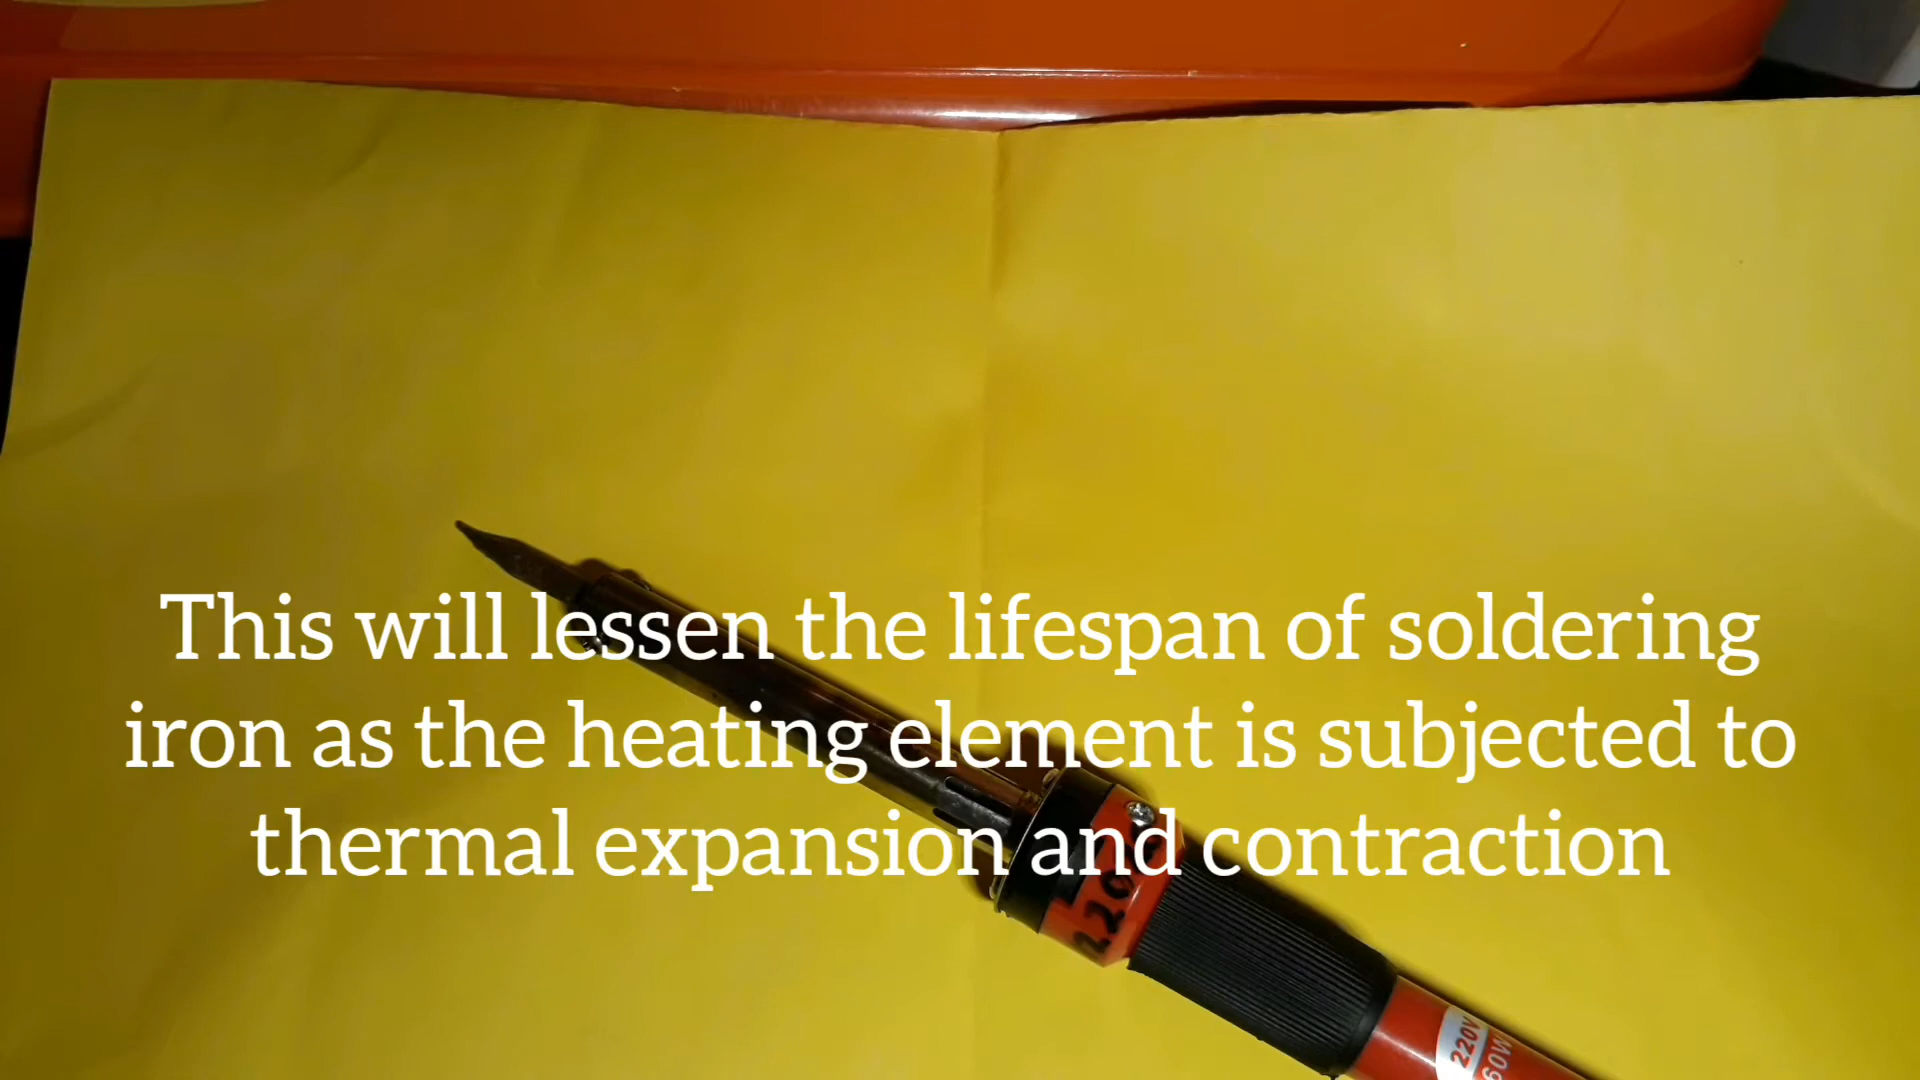 This will lessen the lifespan of soldering
iron as the heating element is subjected to
thermal expansion and contraction
220V
60W